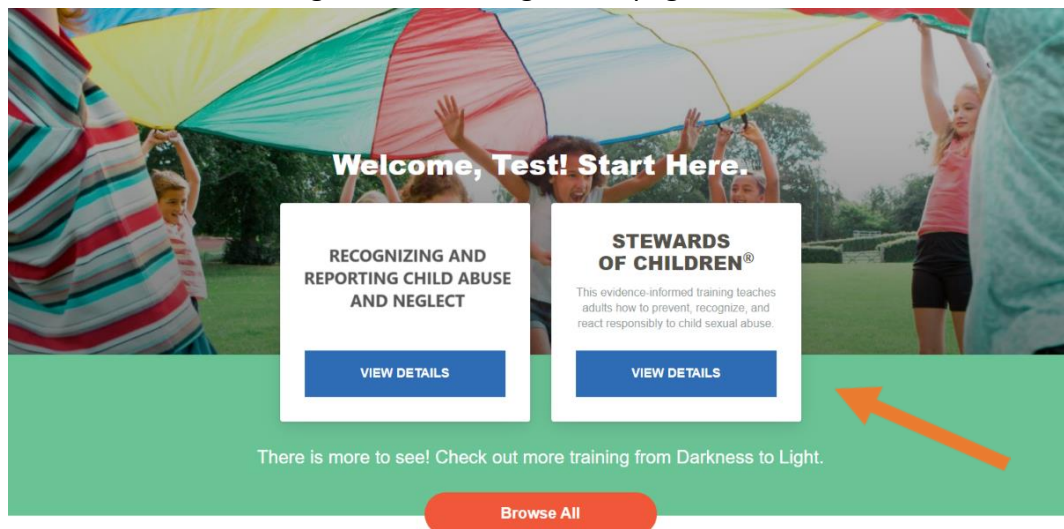 Welcome, Test! Start Here.
RECOGNIZING AND
REPORTING CHILD ABUSE
AND NEGLECT
VIEW DETAILS
STEWARDS
OF CHILDREN®
This evidence-informed training teaches
adults how to prevent, recognize, and
react responsibly to child sexual abuse.
VIEW DETAILS
There is more to see! Check out more training from Darkness to Light.
Browse All